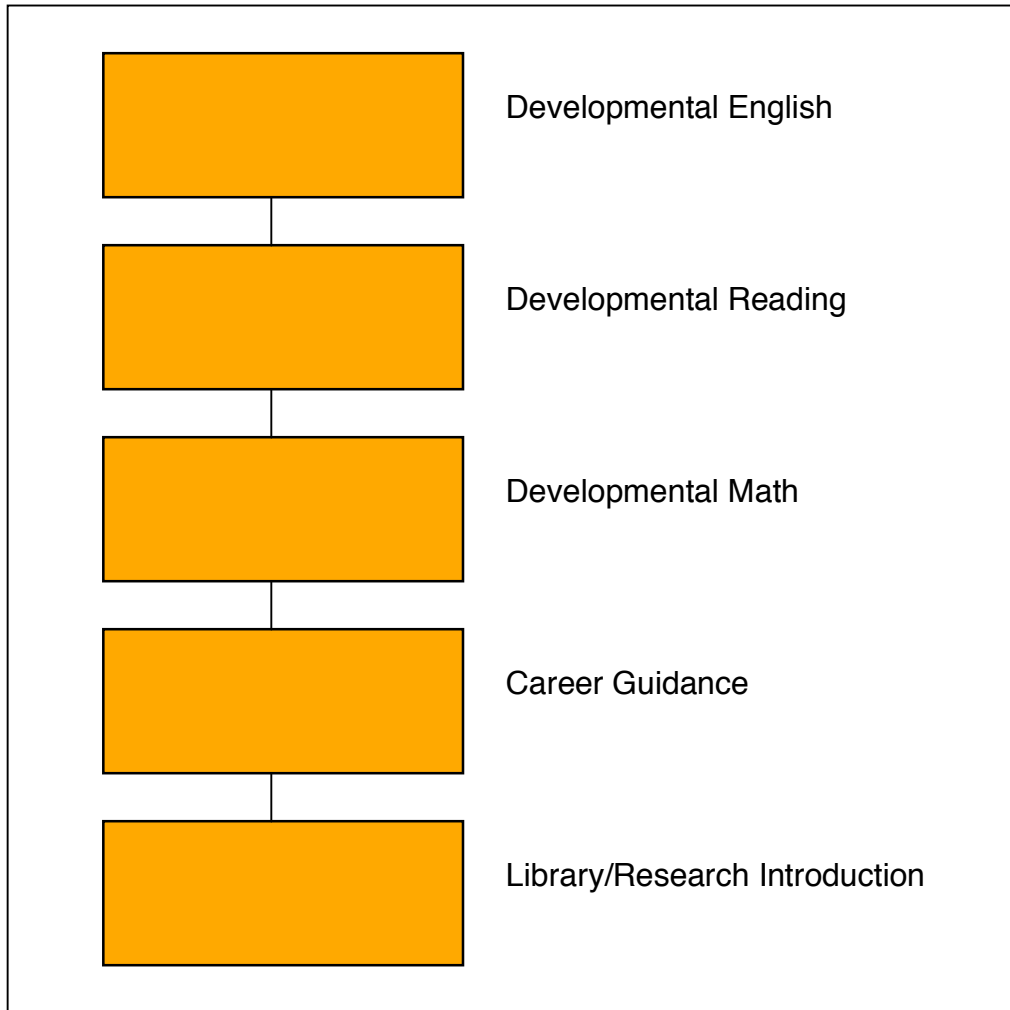 Developmental English
Developmental Reading
Developmental Math
Career Guidance
Library/Research Introduction